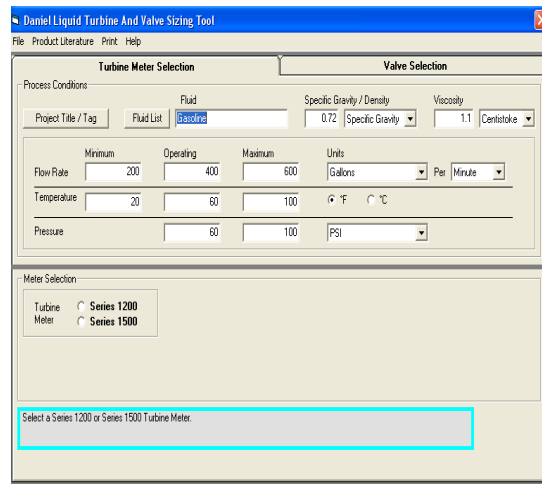 Daniel Liquid Turbine And Valve Sizing Tool
File Product Literature Print Help
Turbine Meter Selection Valve Selection
Process Conditions
Fluid Specific Gravity / Density Viscosity
Project Title / Tag Fluid List Gasoline 0.72 Specific Gravity 1.1 Centistoke
Minimum Operating Maximum Units
Flow Rate 200 400 600 Gallons Per Minute
Temperature 20 60 100 °F °C
Pressure 60 100 PSI
Meter Selection
Turbine Meter
Series 1200
Series 1500
Select a Series 1200 or Series 1500 Turbine Meter.